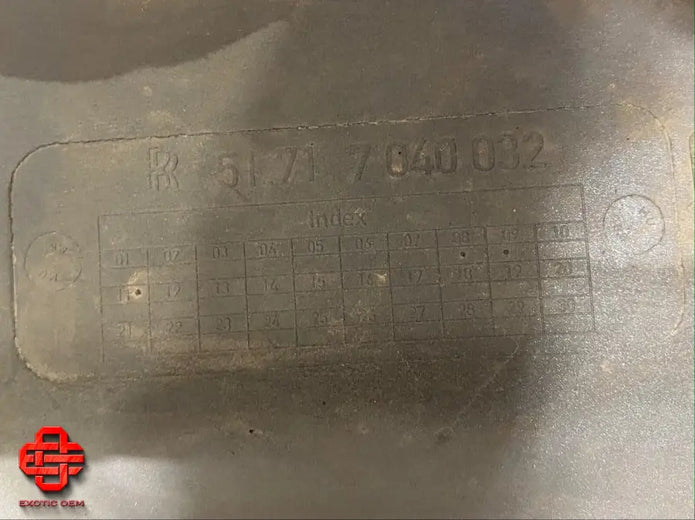 RR 51.71 7 040 032
Index
01 02 03 04 05 06 07 08 09 10
11 12 13 14 15 16 17 18 19 20
21 22 23 24 25 26 27 28 29
EXOTIC OEM